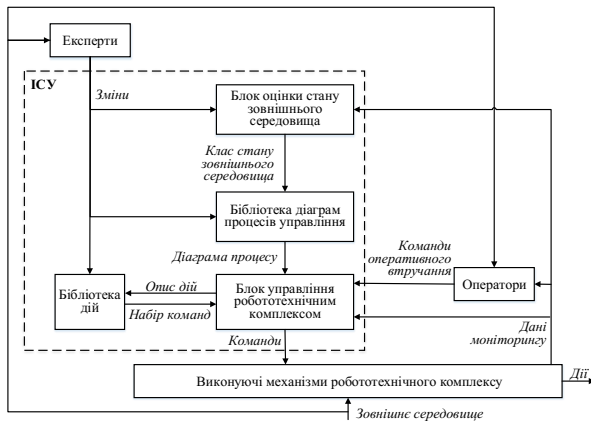 Експерти
ІСУ
Зміни
Блок оцінки стану
зовнішнього
середовища
Клас стану
зовнішнього
середовища
Бібліотека діаграм
процесів управління
Діаграма процесу
Команди
оперативного
втручання
Бібліотека
дій
Опис дій
Набір команд
Блок управління
робототехнічним
комплексом
Оператори
Команди
Дані
моніторингу
Виконуючі механізми робототехнічного комплексу
Дії
Зовнішнє середовище